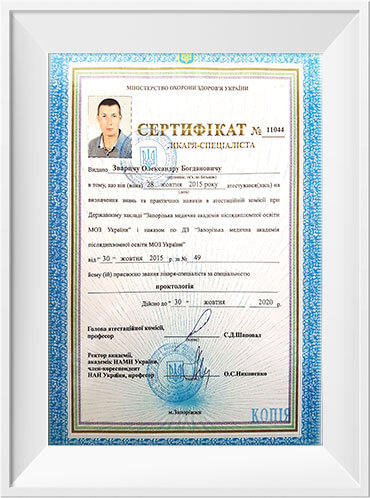 МІНІСТЕРСТВО ОХОРОНИ ЗДОРОВ'Я УКРАЇНИ
СЕРТИФІКАТ № 11044
ЛІКАРЯ-СПЕЦІАЛІСТА
Видано Зваричу Олександру Богдановичу
(прізвище, ім'я, по батькові)
в тому, що він (вона) 28 жовтня 2015 року атестувався(лась) на
визначення знань та практичних навиків в атестаційній комісії при
Державному закладі "Запорізька медична академія післядипломної освіти
МОЗ України" і наказом по ДЗ "Запорізька медична академія
післядипломної освіти МОЗ України"
від «30» жовтня 2015 р. за № 49
йому (їй) присвоєно звання лікаря-спеціаліста за спеціальністю
проктологія
Дійсно до «30» жовтня 2020 р.
Голова атестаційної комісії,
професор С.Д.Шаповал
Ректор академії,
академік НАМН України,
член-кореспондент
НАН України, професор О.С.Никоненко
м.Запоріжжя
КОПІЯ